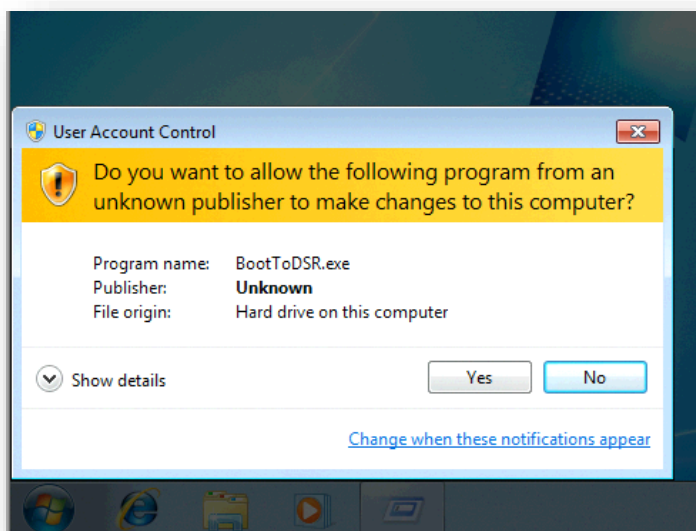 User Account Control
Do you want to allow the following program from an
unknown publisher to make changes to this computer?
Program name: BootToDSR.exe
Publisher: Unknown
File origin: Hard drive on this computer
Show details
Yes
No
Change when these notifications appear